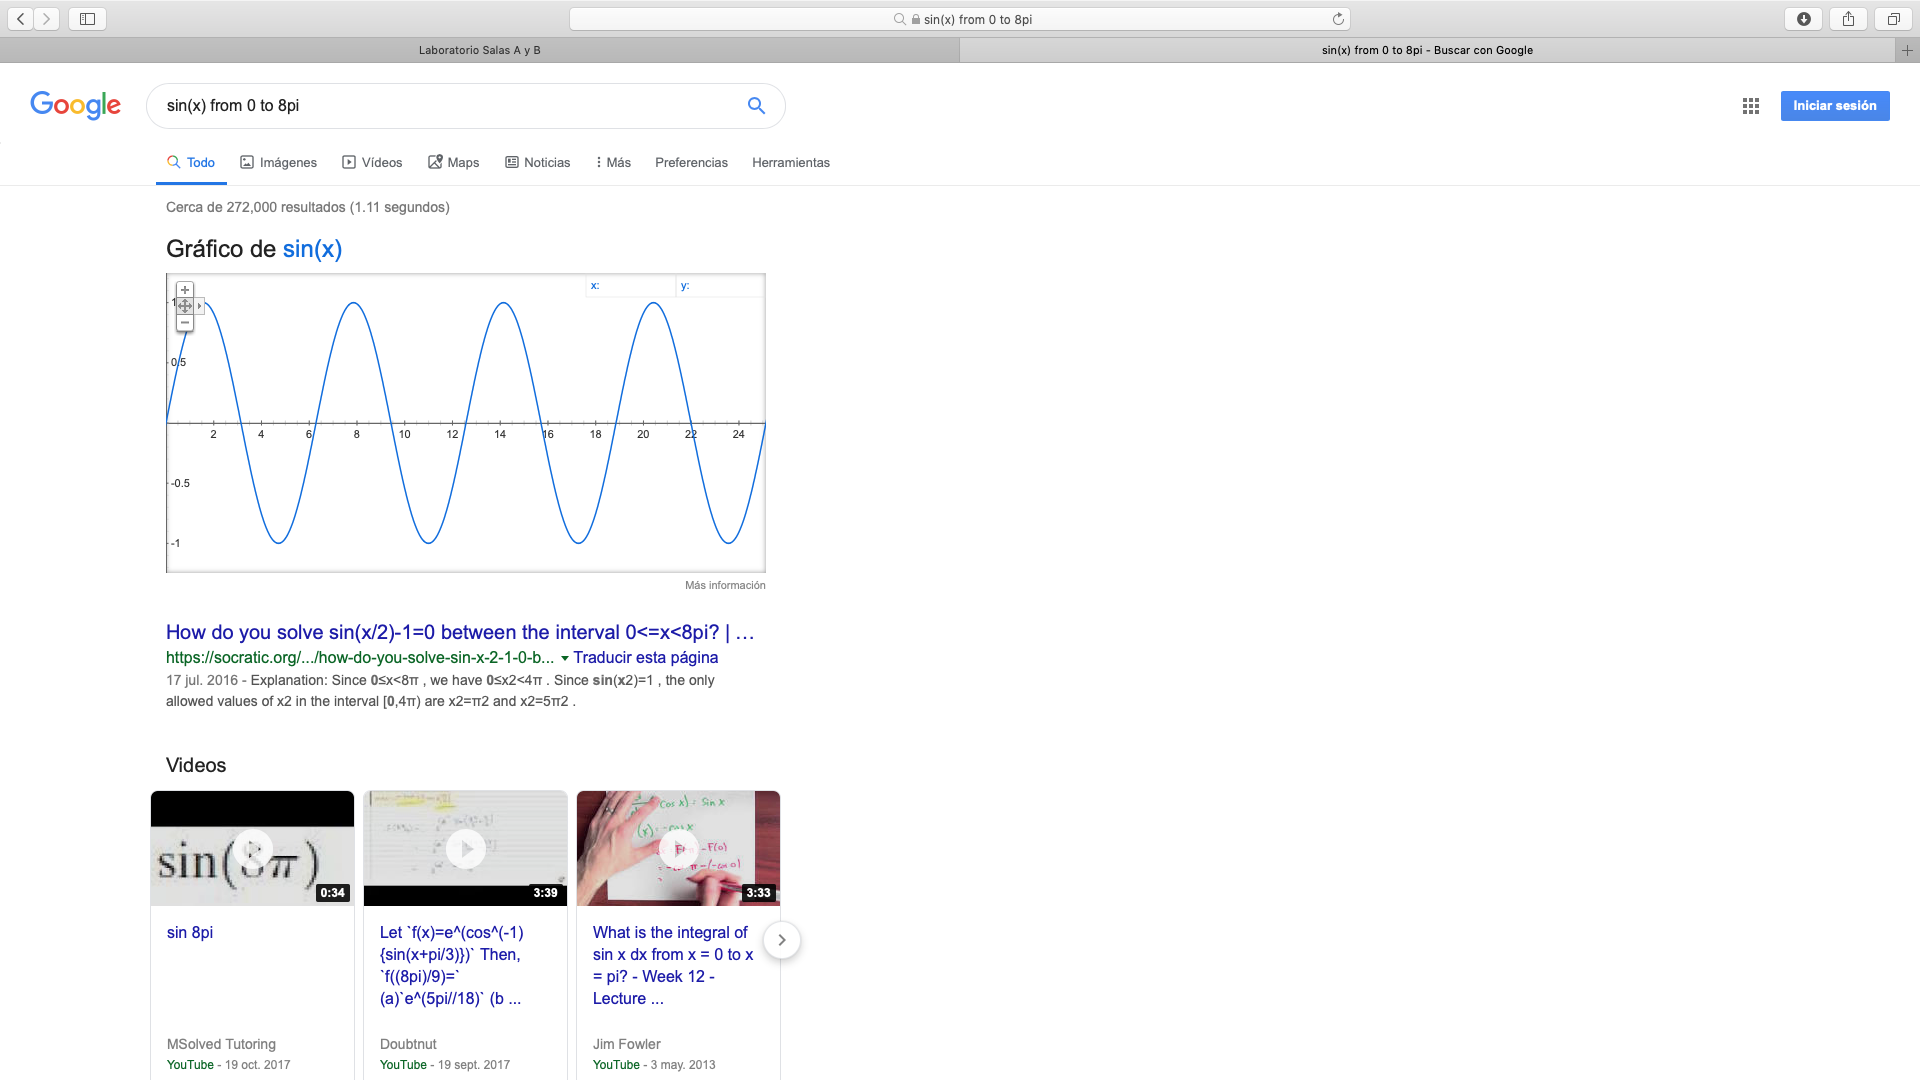 sin(x) from 0 to 8pi
Laboratorio Salas A y B
sin(x) from 0 to 8pi - Buscar con Google
Google
sin(x) from 0 to 8pi
Iniciar sesión
Todo Imágenes Vídeos Maps Noticias Más Preferencias Herramientas
Cerca de 272,000 resultados (1.11 segundos)
Gráfico de sin(x)
x: y:
1
0.5
2 4 6 8 10 12 14 16 18 20 22 24
-0.5
-1
Más información
How do you solve sin(x/2)-1=0 between the interval 0<=x<8pi? | ...
https://socratic.org/.../how-do-you-solve-sin-x-2-1-0-b... Traducir esta página
17 jul. 2016 - Explanation: Since 0≤x<8π , we have 0≤x2<4π . Since sin(x2)=1 , the only
allowed values of x2 in the interval [0,4π) are x2=π2 and x2=5π2 .
Videos
sin(8π)
0:34
sin 8pi
MSolved Tutoring
YouTube - 19 oct. 2017
3:39
Let `f(x)=e^(cos^(-1)
{sin(x+pi/3)})` Then,
`f((8pi)/9)=`
(a)`e^(5pi//18)` (b ...
Doubtnut
YouTube - 19 sept. 2017
cos x) = Sin x
(x) = -cos x
F(π) - F(0)
3:33
What is the integral of
sin x dx from x = 0 to x
= pi? - Week 12 -
Lecture ...
Jim Fowler
YouTube - 3 may. 2013